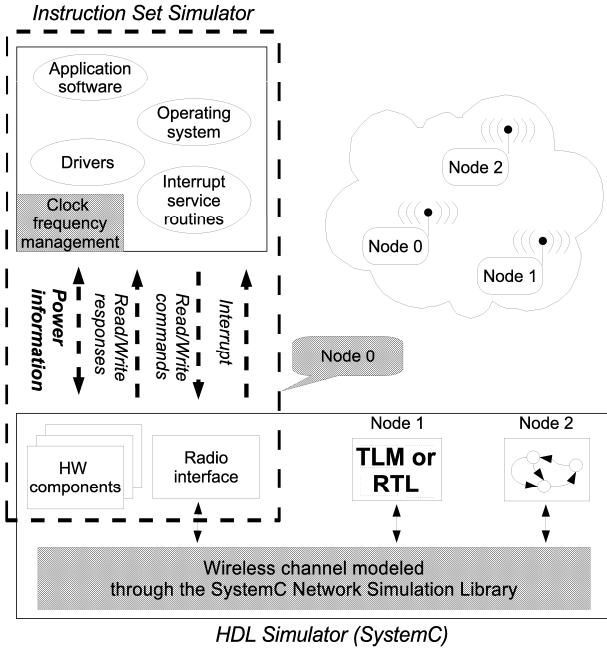 Instruction Set Simulator
Application
software
Operating
system
Drivers
Interrupt
service
routines
Clock
frequency
management
Node 2
Node 0
Node 1
Power
information
Read/Write
responses
Read/Write
commands
Interrupt
Node 0
Node 1
Node 2
HW
components
Radio
interface
TLM or
RTL
Wireless channel modeled
through the SystemC Network Simulation Library
HDL Simulator (SystemC)